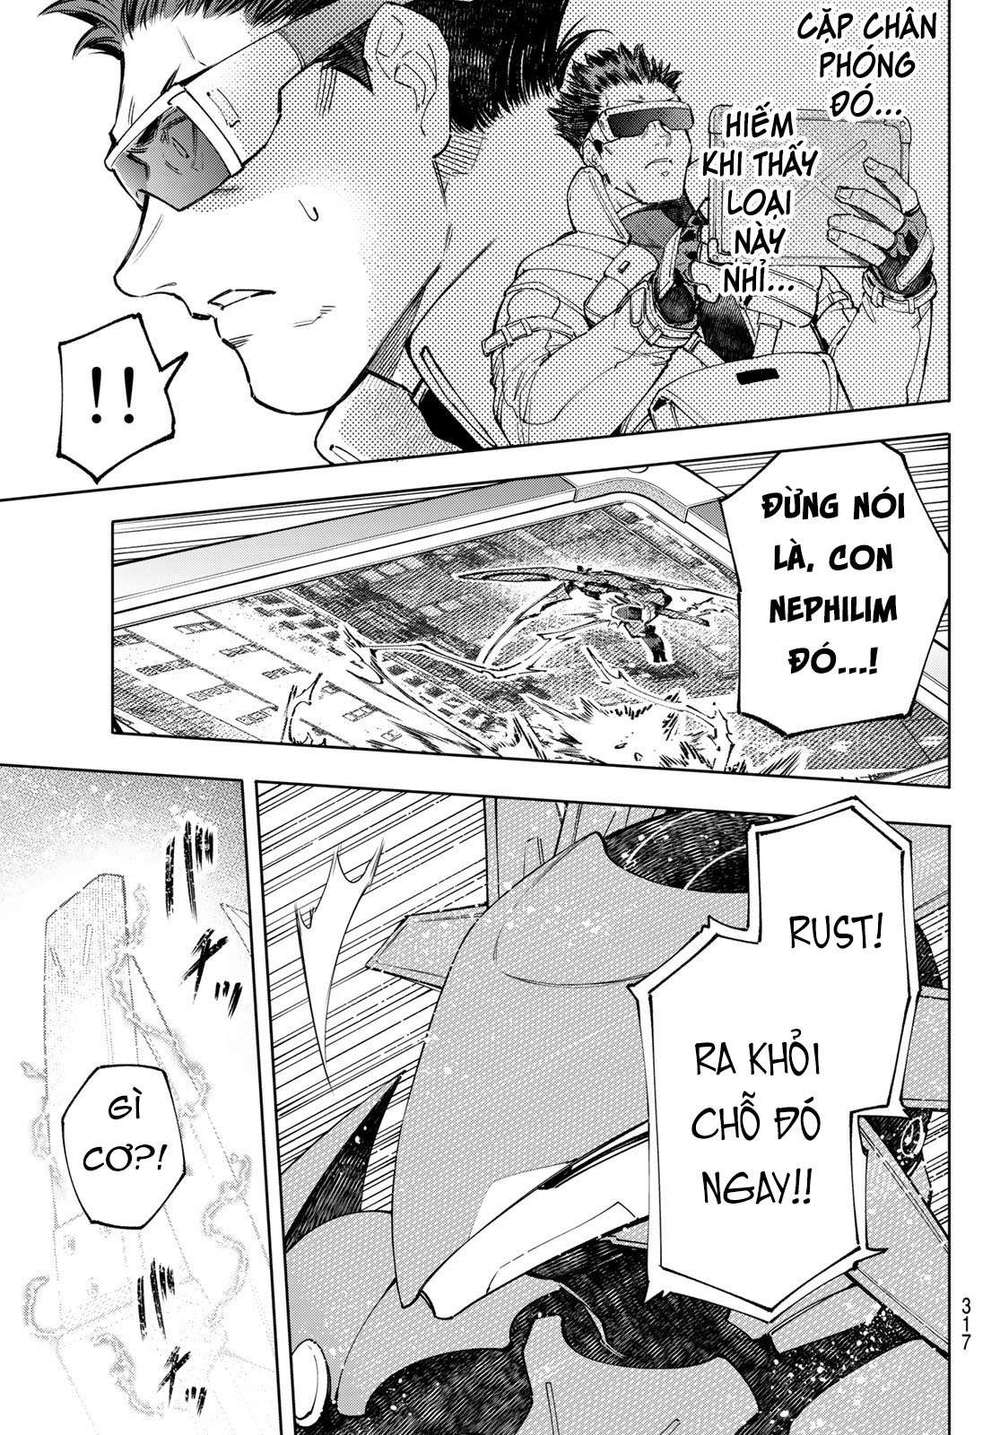 CẶP CHÂN
PHÓNG
ĐÓ...
HIẾM
KHI THẤY
LOẠI
NÀY
NHỈ...
!!
ĐỪNG NÓI
LÀ, CON
NEPHILIM
ĐÓ...!
RUST!
RA KHỎI
CHỖ ĐÓ
NGAY!!
GÌ
CƠ?!
317